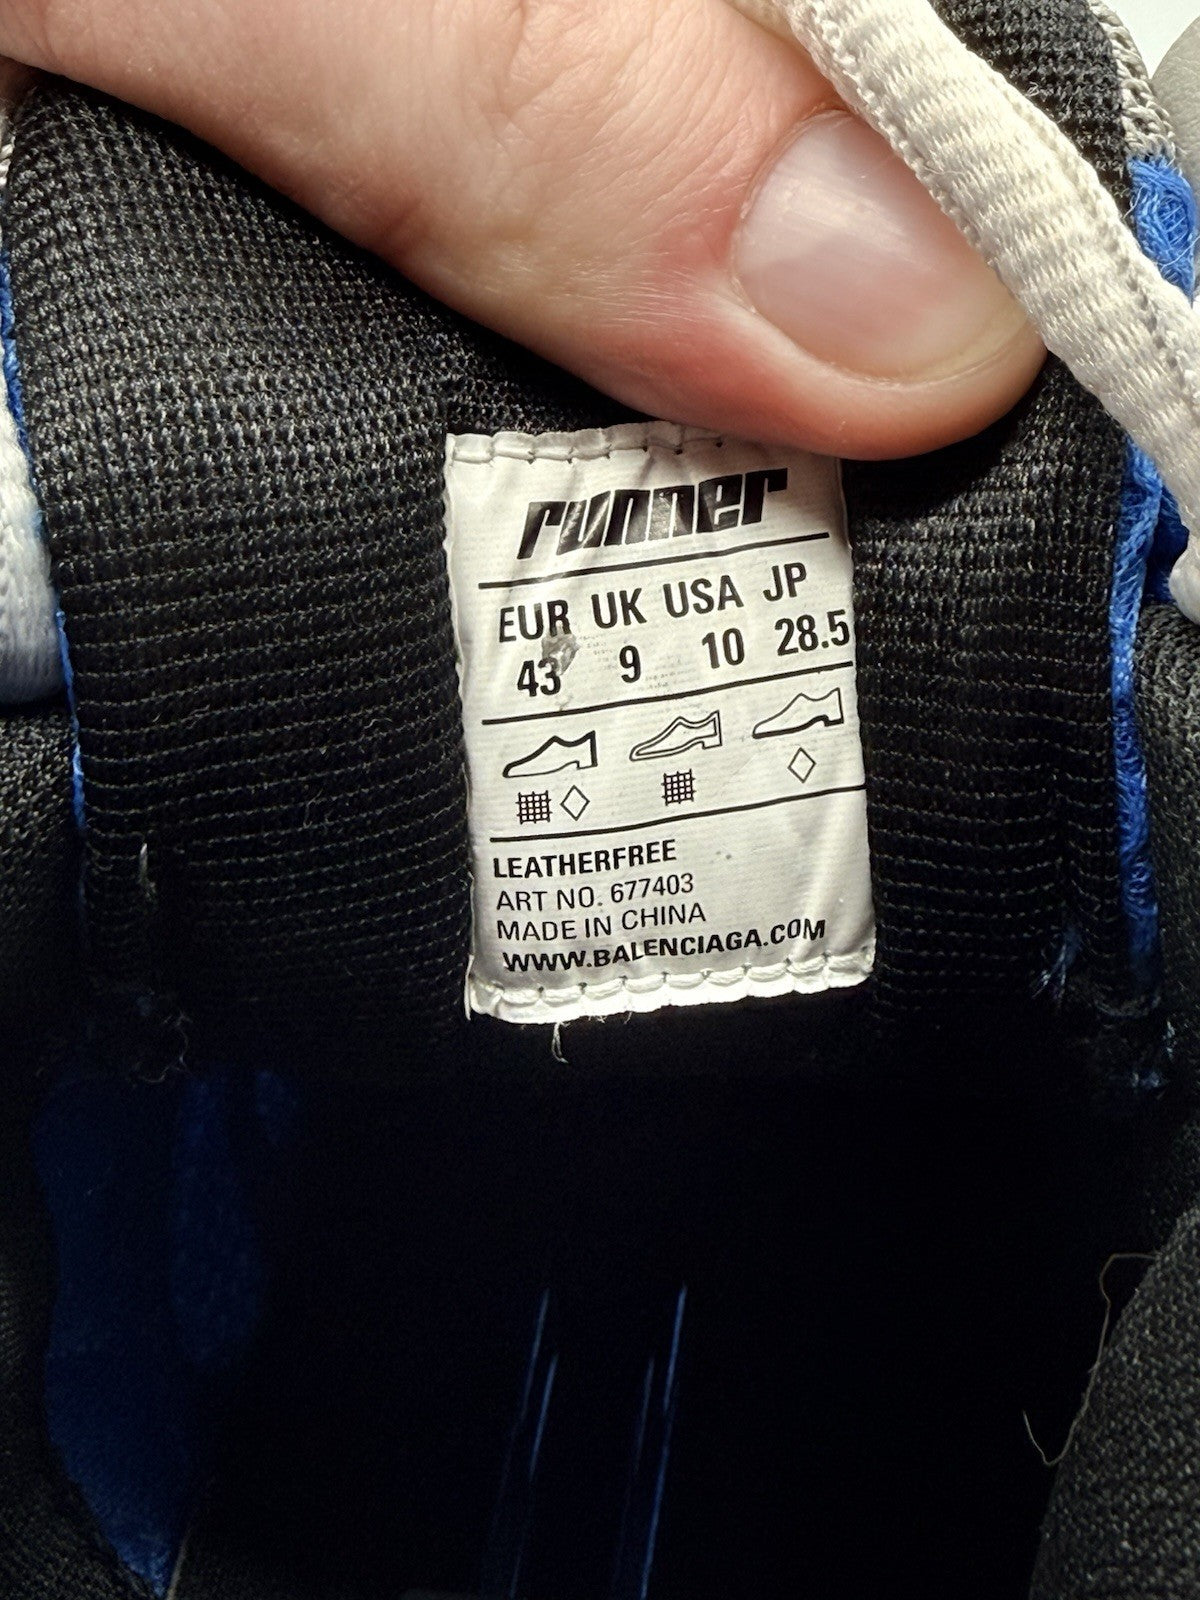 runner
EUR UK USA JP
43 9 10 28.5
LEATHERFREE
ART NO. 677403
MADE IN CHINA
WWW.BALENCIAGA.COM